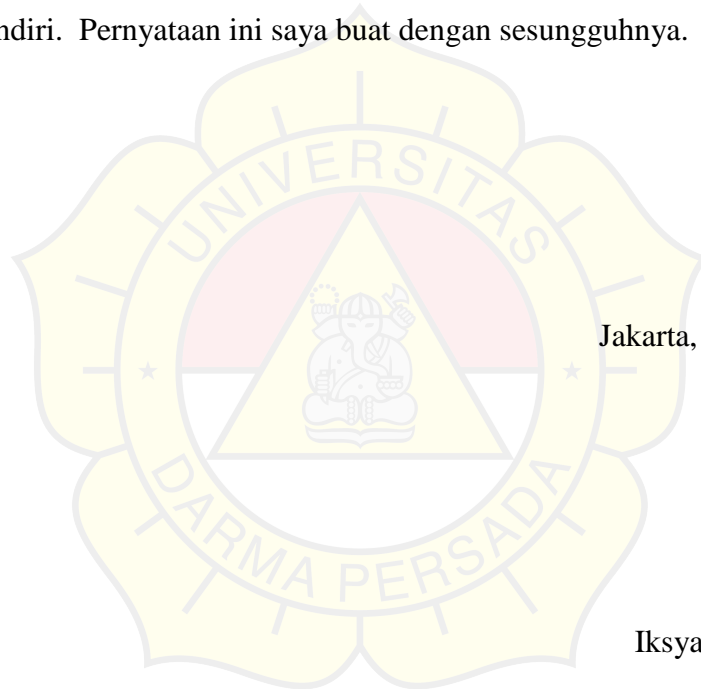 ndiri. Pernyataan ini saya buat dengan sesungguhnya.
UNIVERSITAS
Jakarta,
DARMA PERSADA
Iksya